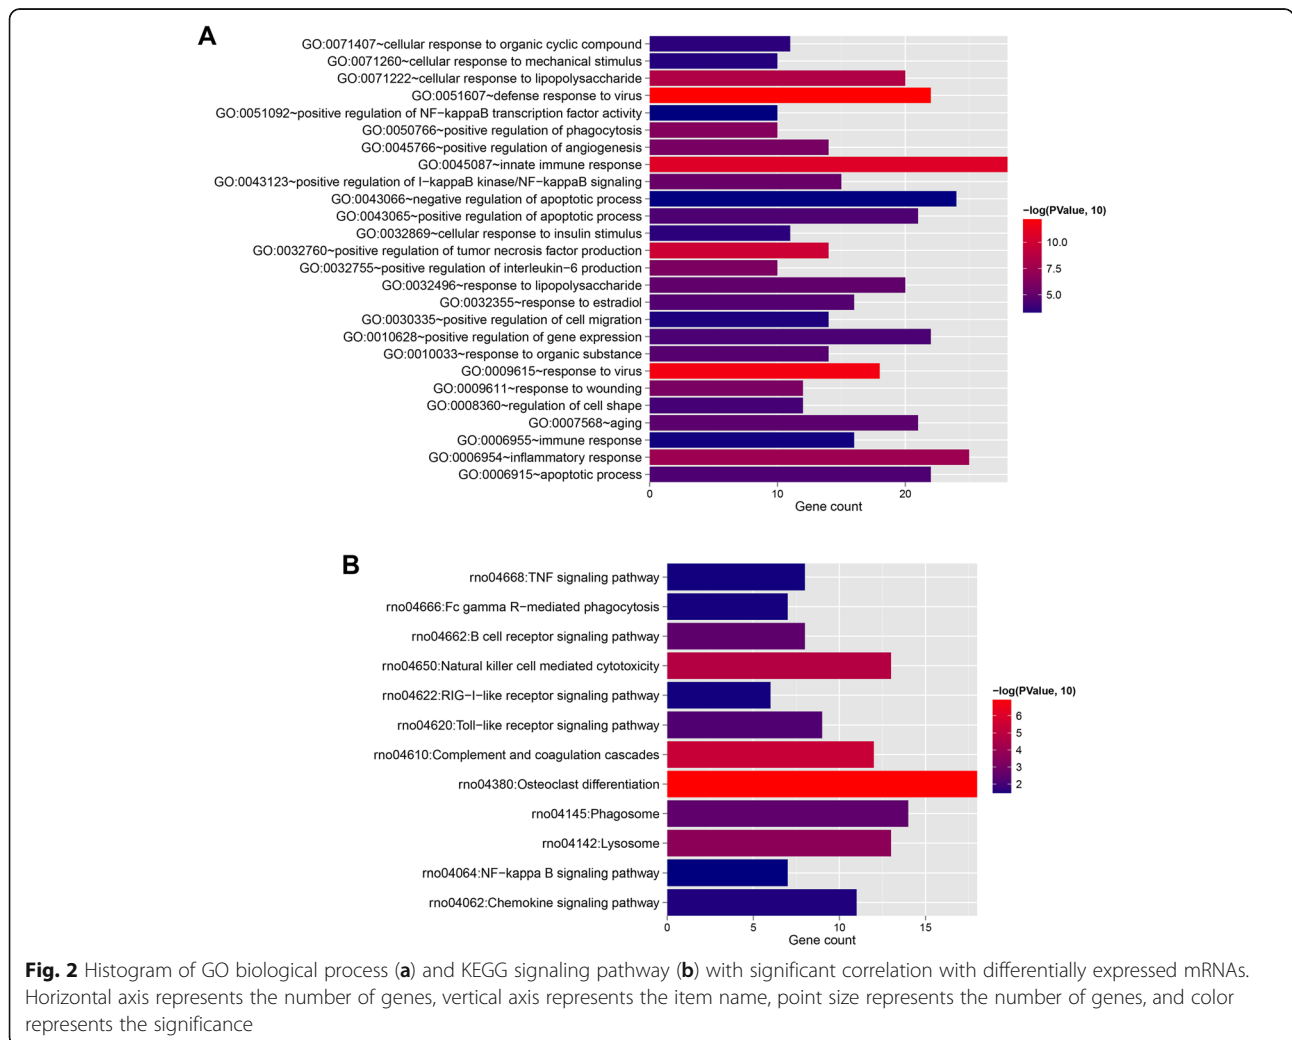 A
GO:0071407~cellular response to organic cyclic compound
GO:0071260~cellular response to mechanical stimulus
GO:0071222~cellular response to lipopolysaccharide
GO:0051607~defense response to virus
GO:0051092~positive regulation of NF−kappaB transcription factor activity
GO:0050766~positive regulation of phagocytosis
GO:0045766~positive regulation of angiogenesis
GO:0045087~innate immune response
GO:0043123~positive regulation of I−kappaB kinase/NF−kappaB signaling
GO:0043066~negative regulation of apoptotic process
GO:0043065~positive regulation of apoptotic process
GO:0032869~cellular response to insulin stimulus
GO:0032760~positive regulation of tumor necrosis factor production
GO:0032755~positive regulation of interleukin−6 production
GO:0032496~response to lipopolysaccharide
GO:0032355~response to estradiol
GO:0030335~positive regulation of cell migration
GO:0010628~positive regulation of gene expression
GO:0010033~response to organic substance
GO:0009615~response to virus
GO:0009611~response to wounding
GO:0008360~regulation of cell shape
GO:0007568~aging
GO:0006955~immune response
GO:0006954~inflammatory response
GO:0006915~apoptotic process
0 10 20
Gene count
−log(PValue, 10)
10.0
7.5
5.0
B
rno04668:TNF signaling pathway
rno04666:Fc gamma R−mediated phagocytosis
rno04662:B cell receptor signaling pathway
rno04650:Natural killer cell mediated cytotoxicity
rno04622:RIG−I−like receptor signaling pathway
rno04620:Toll−like receptor signaling pathway
rno04610:Complement and coagulation cascades
rno04380:Osteoclast differentiation
rno04145:Phagosome
rno04142:Lysosome
rno04064:NF−kappa B signaling pathway
rno04062:Chemokine signaling pathway
0 5 10 15
Gene count
−log(PValue, 10)
6
5
4
3
2
Fig. 2 Histogram of GO biological process (a) and KEGG signaling pathway (b) with significant correlation with differentially expressed mRNAs.
Horizontal axis represents the number of genes, vertical axis represents the item name, point size represents the number of genes, and color
represents the significance